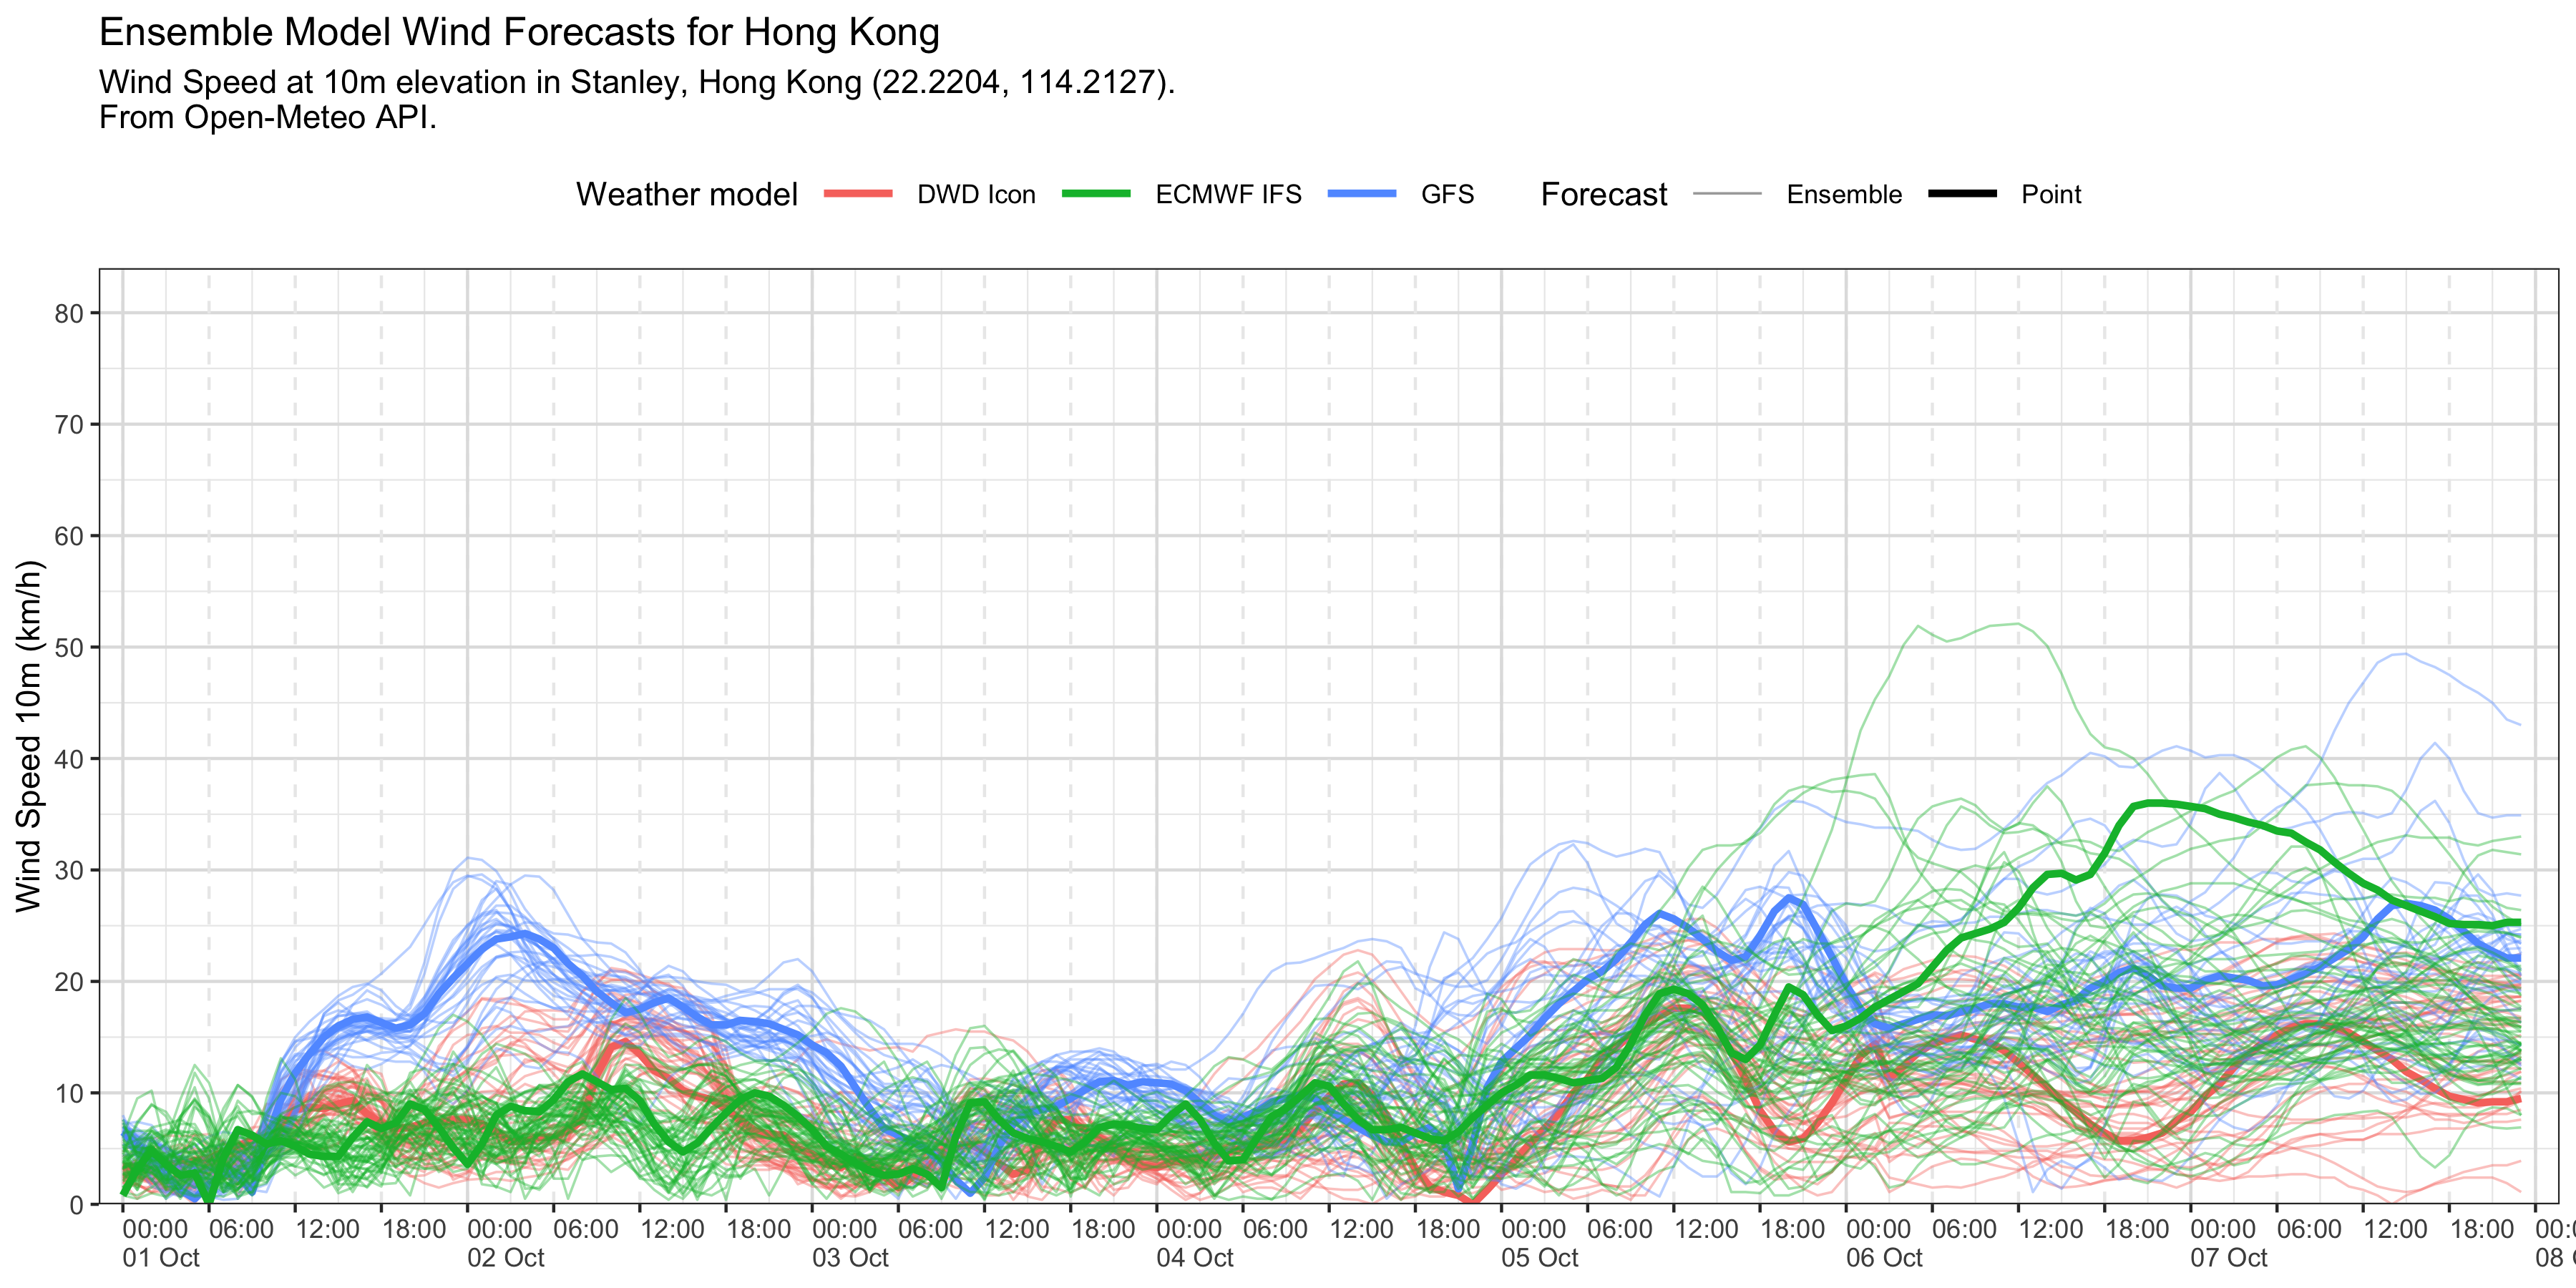 Ensemble Model Wind Forecasts for Hong Kong
Wind Speed at 10m elevation in Stanley, Hong Kong (22.2204, 114.2127).
From Open-Meteo API.
Weather model DWD Icon ECMWF IFS GFS Forecast Ensemble Point
Wind Speed 10m (km/h)
80
70
60
50
40
30
20
10
0
00:00 06:00 12:00 18:00 00:00 06:00 12:00 18:00 00:00 06:00 12:00 18:00 00:00 06:00 12:00 18:00 00:00 06:00 12:00 18:00 00:00 06:00 12:00 18:00 00:00 06:00 12:00 18:00
01 Oct 02 Oct 03 Oct 04 Oct 05 Oct 06 Oct 07 Oct 08